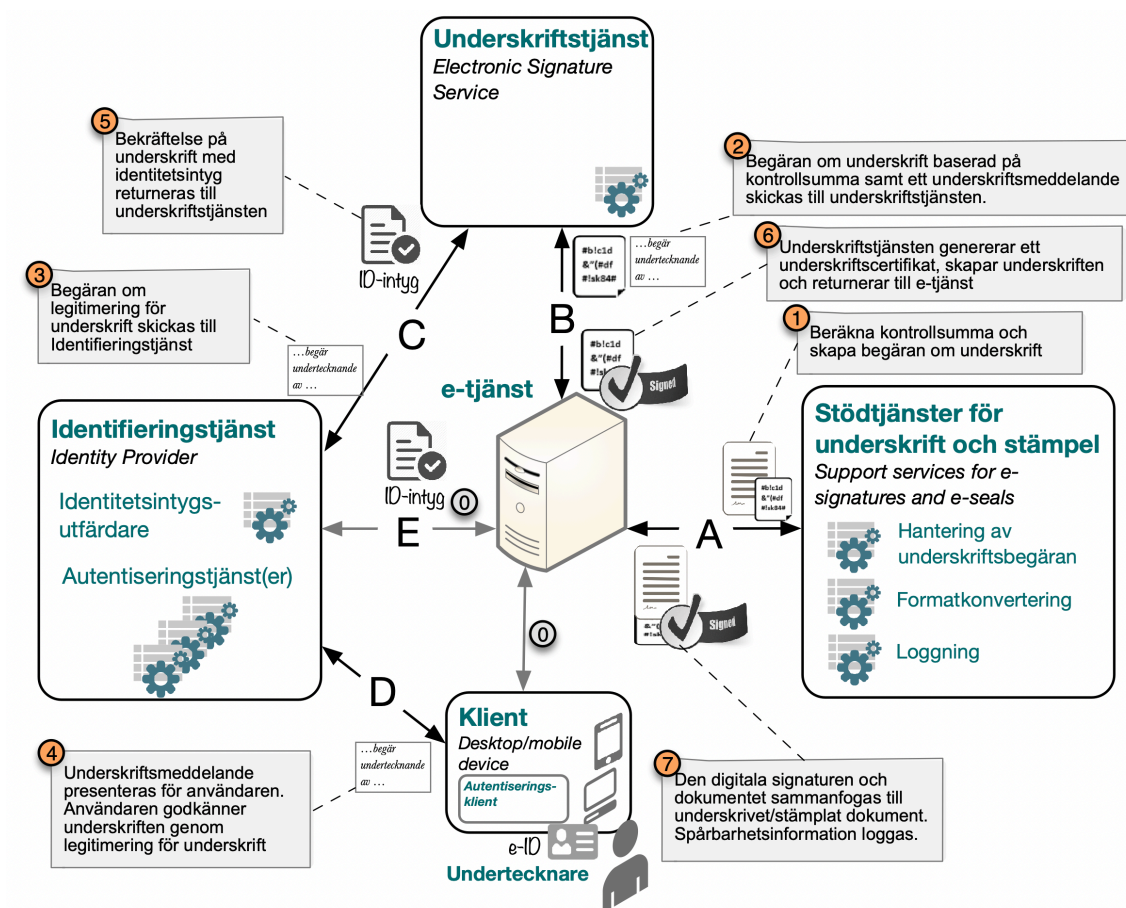 Underskriftstjänst
Electronic Signature
Service
5
Bekräftelse på
underskrift med
identitetsintyg
returneras till
underskriftstjänsten
2
Begäran om underskrift baserad på
kontrollsumma samt ett underskriftsmeddelande
skickas till underskriftstjänsten.
ID-intyg
#b!c1d
&"(#df
#!sk84#
…begär
undertecknande
av …
6
Underskriftstjänsten genererar ett
underskriftscertifikat, skapar underskriften
och returnerar till e-tjänst
3
Begäran om
legitimering för
underskrift skickas till
Identifieringstjänst
…begär
undertecknande
av …
C
B
1
Beräkna kontrollsumma och
skapa begäran om underskrift
#b!c1d
&"(#df
#!sk
Signed
e-tjänst
Identifieringstjänst
Identity Provider
Identitetsintygs-
utfärdare
Autentiseringstjänst(er)
ID-intyg
0
E
A
Stödtjänster för
underskrift och stämpel
Support services for e-
signatures and e-seals
Hantering av
underskriftsbegäran
Formatkonvertering
Loggning
#b!c1d
&"(#df
#!sk84#
Signed
0
D
Klient
Desktop/mobile
device
Autentiserings-
klient
e-ID
Undertecknare
4
Underskriftsmeddelande
presenteras för användaren.
Användaren godkänner
underskriften genom
legitimering för underskrift
…begär
undertecknande
av …
7
Den digitala signaturen och
dokumentet sammanfogas till
underskrivet/stämplat dokument.
Spårbarhetsinformation loggas.